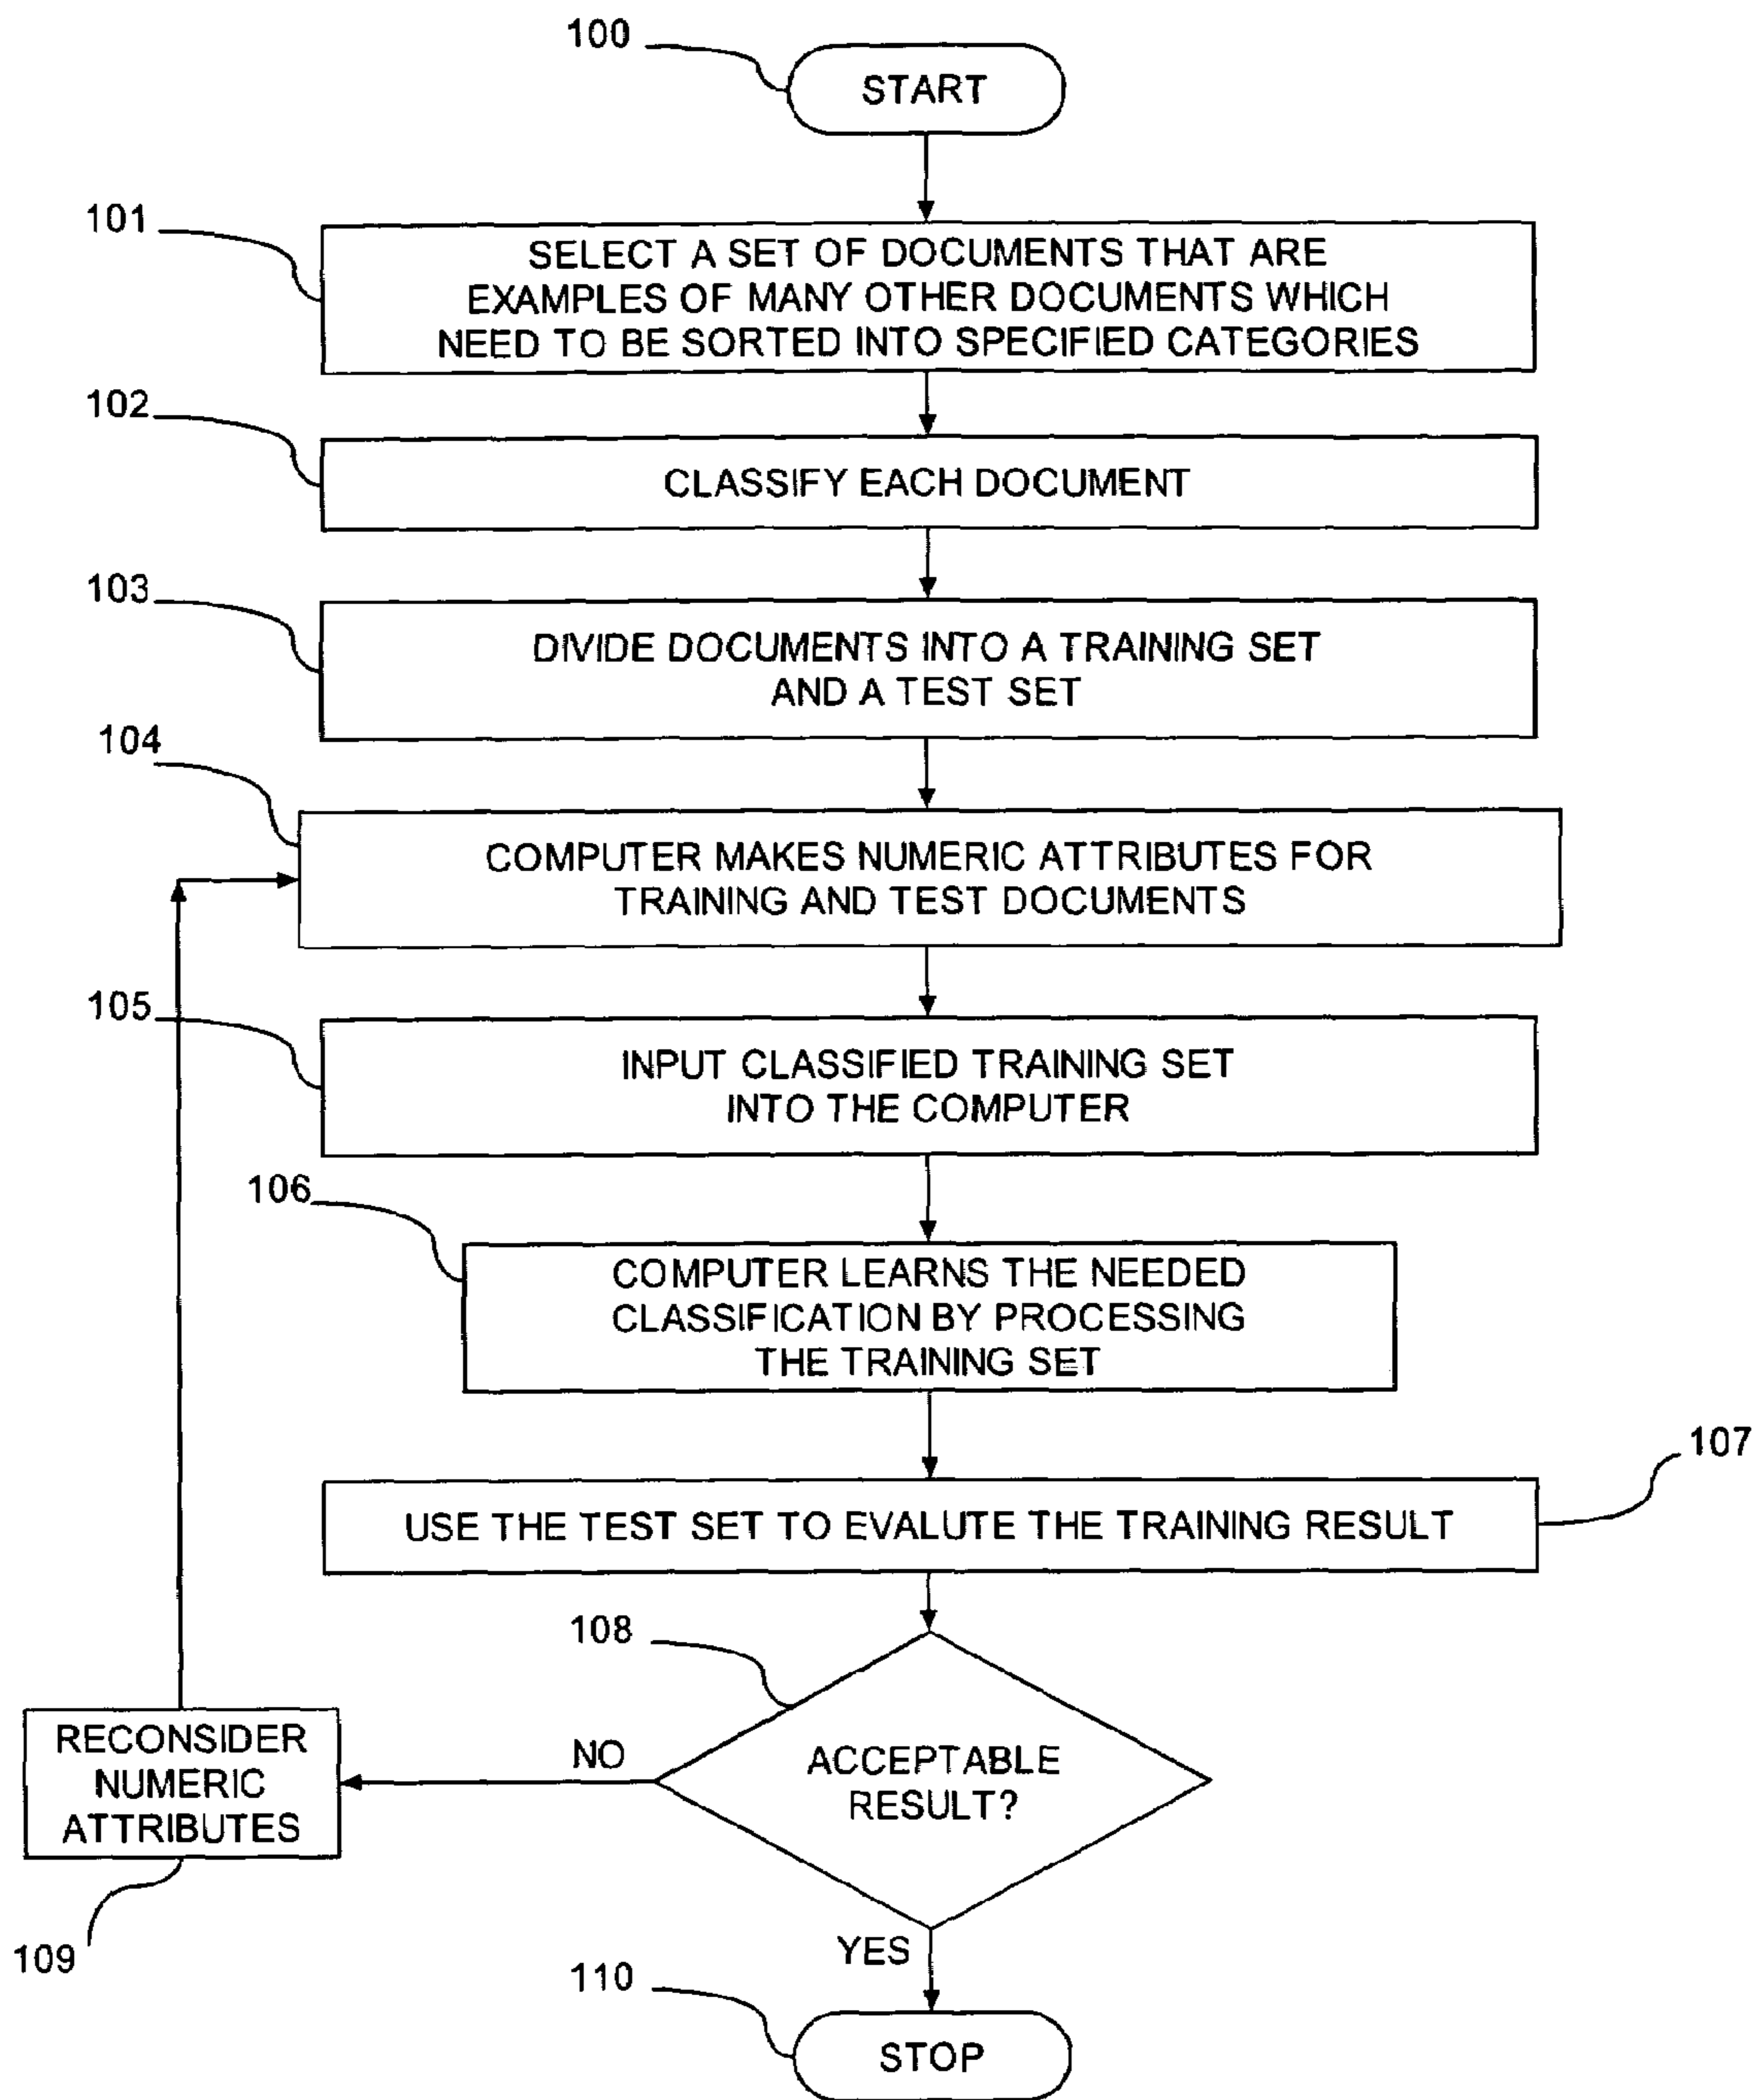 100
START
101
SELECT A SET OF DOCUMENTS THAT ARE
EXAMPLES OF MANY OTHER DOCUMENTS WHICH
NEED TO BE SORTED INTO SPECIFIED CATEGORIES
102
CLASSIFY EACH DOCUMENT
103
DIVIDE DOCUMENTS INTO A TRAINING SET
AND A TEST SET
104
COMPUTER MAKES NUMERIC ATTRIBUTES FOR
TRAINING AND TEST DOCUMENTS
105
INPUT CLASSIFIED TRAINING SET
INTO THE COMPUTER
106
COMPUTER LEARNS THE NEEDED
CLASSIFICATION BY PROCESSING
THE TRAINING SET
107
USE THE TEST SET TO EVALUTE THE TRAINING RESULT
108
ACCEPTABLE
RESULT?
NO
RECONSIDER
NUMERIC
ATTRIBUTES
109
YES
110
STOP